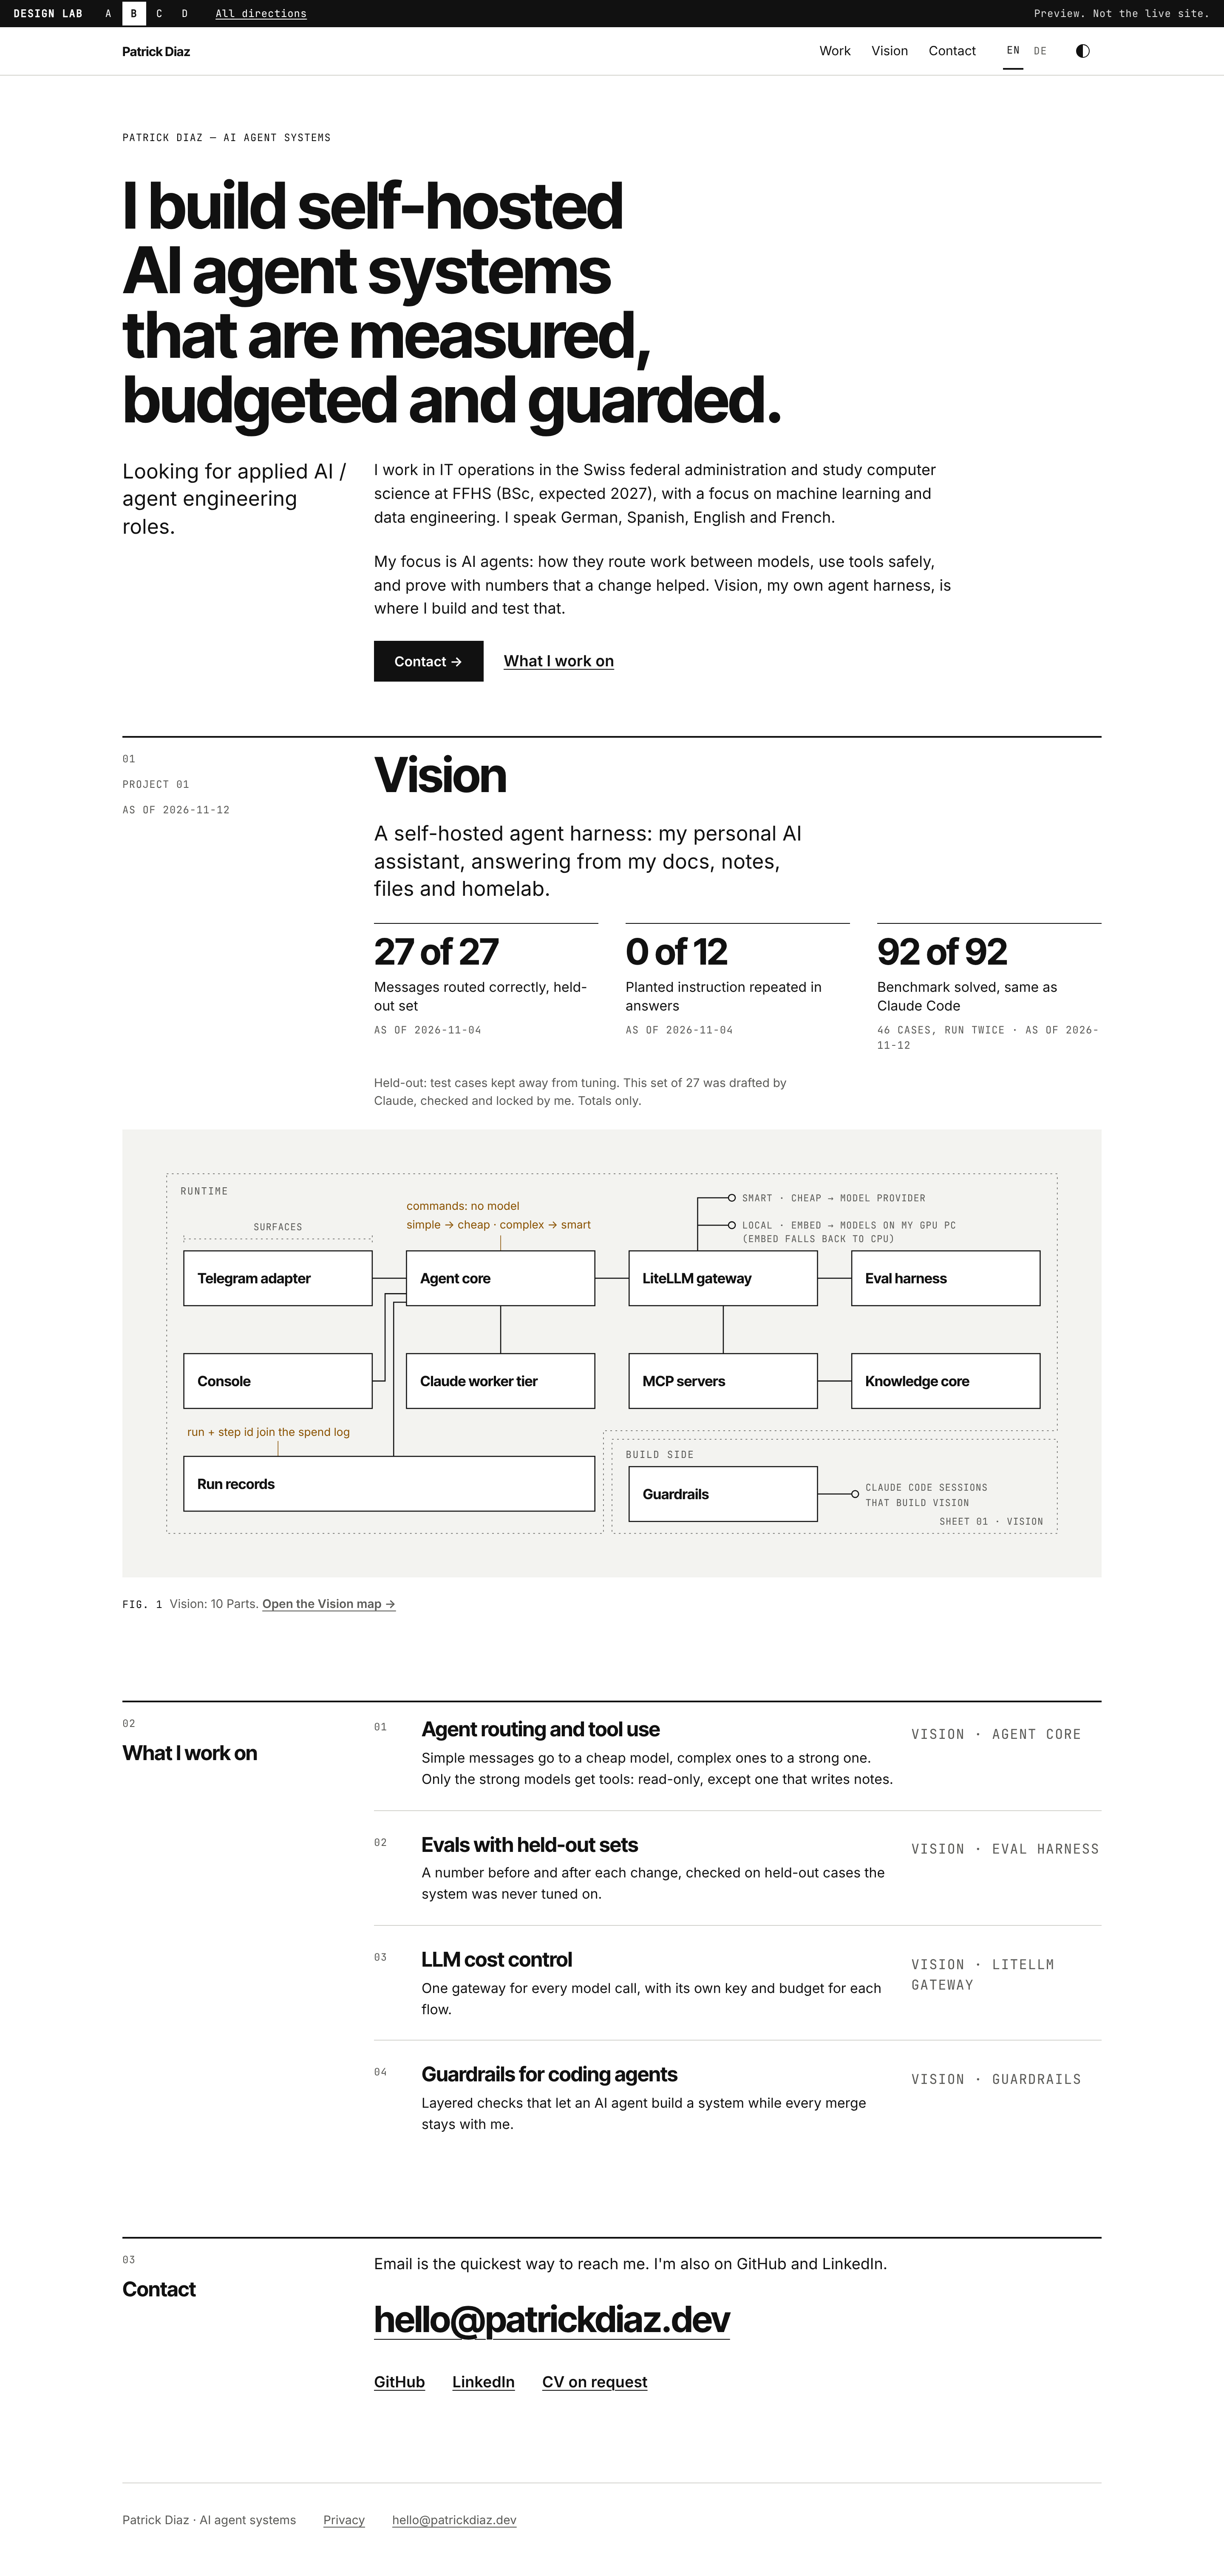 DESIGN LAB A B C D All directions Preview. Not the live site.
Patrick Diaz Work Vision Contact EN DE
PATRICK DIAZ — AI AGENT SYSTEMS
I build self-hosted
AI agent systems
that are measured,
budgeted and guarded.
Looking for applied AI /
agent engineering
roles.
I work in IT operations in the Swiss federal administration and study computer
science at FFHS (BSc, expected 2027), with a focus on machine learning and
data engineering. I speak German, Spanish, English and French.
My focus is AI agents: how they route work between models, use tools safely,
and prove with numbers that a change helped. Vision, my own agent harness, is
where I build and test that.
Contact → What I work on
01
PROJECT 01
AS OF 2026-11-12
Vision
A self-hosted agent harness: my personal AI
assistant, answering from my docs, notes,
files and homelab.
27 of 27
Messages routed correctly, held-
out set
AS OF 2026-11-04
0 of 12
Planted instruction repeated in
answers
AS OF 2026-11-04
92 of 92
Benchmark solved, same as
Claude Code
46 CASES, RUN TWICE · AS OF 2026-
11-12
Held-out: test cases kept away from tuning. This set of 27 was drafted by
Claude, checked and locked by me. Totals only.
RUNTIME
SURFACES
commands: no model
simple → cheap · complex → smart
SMART · CHEAP → MODEL PROVIDER
LOCAL · EMBED → MODELS ON MY GPU PC
(EMBED FALLS BACK TO CPU)
Telegram adapter
Agent core
LiteLLM gateway
Eval harness
Console
Claude worker tier
MCP servers
Knowledge core
run + step id join the spend log
Run records
BUILD SIDE
Guardrails
CLAUDE CODE SESSIONS
THAT BUILD VISION
SHEET 01 · VISION
FIG. 1 Vision: 10 Parts. Open the Vision map →
02
What I work on
01
Agent routing and tool use
Simple messages go to a cheap model, complex ones to a strong one.
Only the strong models get tools: read-only, except one that writes notes.
VISION · AGENT CORE
02
Evals with held-out sets
A number before and after each change, checked on held-out cases the
system was never tuned on.
VISION · EVAL HARNESS
03
LLM cost control
One gateway for every model call, with its own key and budget for each
flow.
VISION · LITELLM
GATEWAY
04
Guardrails for coding agents
Layered checks that let an AI agent build a system while every merge
stays with me.
VISION · GUARDRAILS
03
Contact
Email is the quickest way to reach me. I'm also on GitHub and LinkedIn.
hello@patrickdiaz.dev
GitHub LinkedIn CV on request
Patrick Diaz · AI agent systems Privacy hello@patrickdiaz.dev